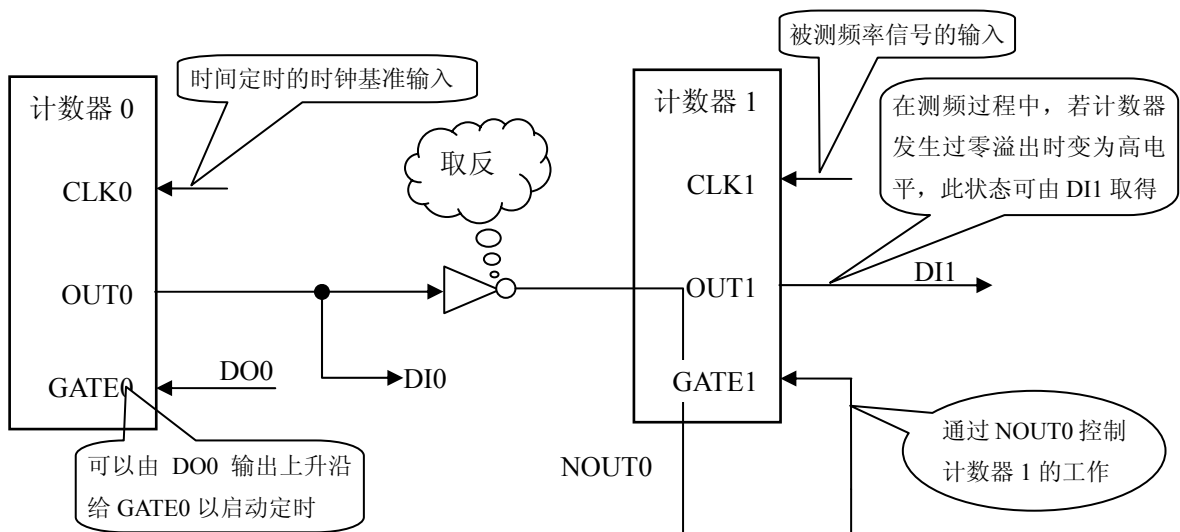 被测频率信号的输入
时间定时的时钟基准输入
计数器 0
计数器 1
在测频过程中，若计数器
发生过零溢出时变为高电
平，此状态可由 DI1 取得
取反
CLK0
CLK1
OUT0
OUT1
DI1
GATE0
DO0
DI0
GATE1
可以由 DO0 输出上升沿
给 GATE0 以启动定时
NOUT0
通过 NOUT0 控制
计数器 1 的工作